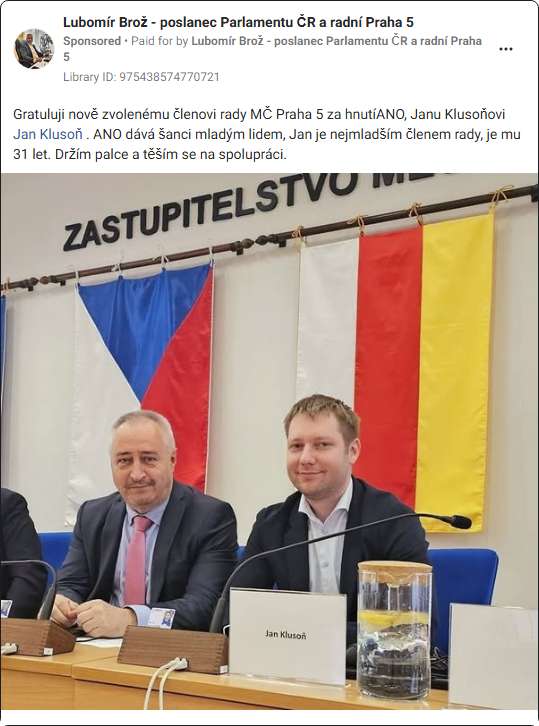 Lubomír Brož - poslanec Parlamentu ČR a radní Praha 5
Sponsored • Paid for by Lubomír Brož - poslanec Parlamentu ČR a radní Praha
5
Library ID: 975438574770721
Gratuluji nově zvolenému členovi rady MČ Praha 5 za hnutíANO, Janu Klusoňovi
Jan Klusoň . ANO dává šanci mladým lidem, Jan je nejmladším členem rady, je mu
31 let. Držím palce a těším se na spolupráci.
ZASTUPITELSTVO
Jan Klusoň